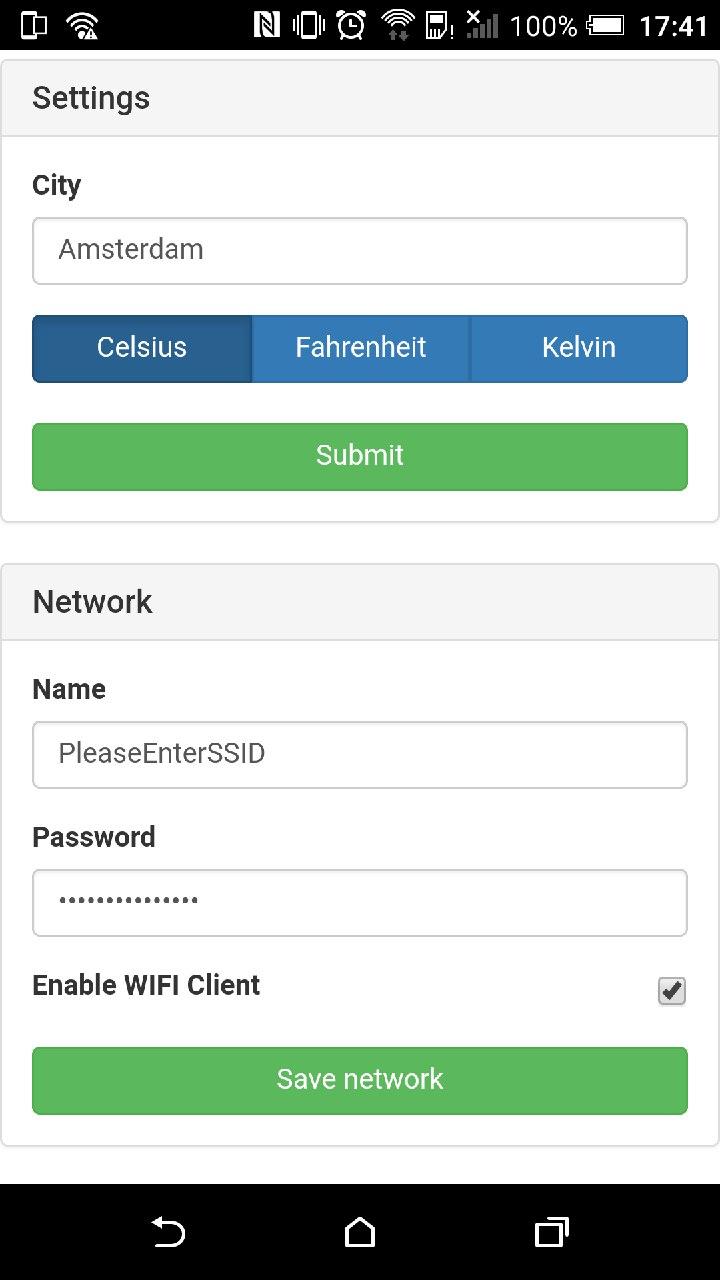 100% 17:41
Settings
City
Amsterdam
Celsius Fahrenheit Kelvin
Submit
Network
Name
PleaseEnterSSID
Password
•••••••••••••••
Enable WIFI Client
Save network